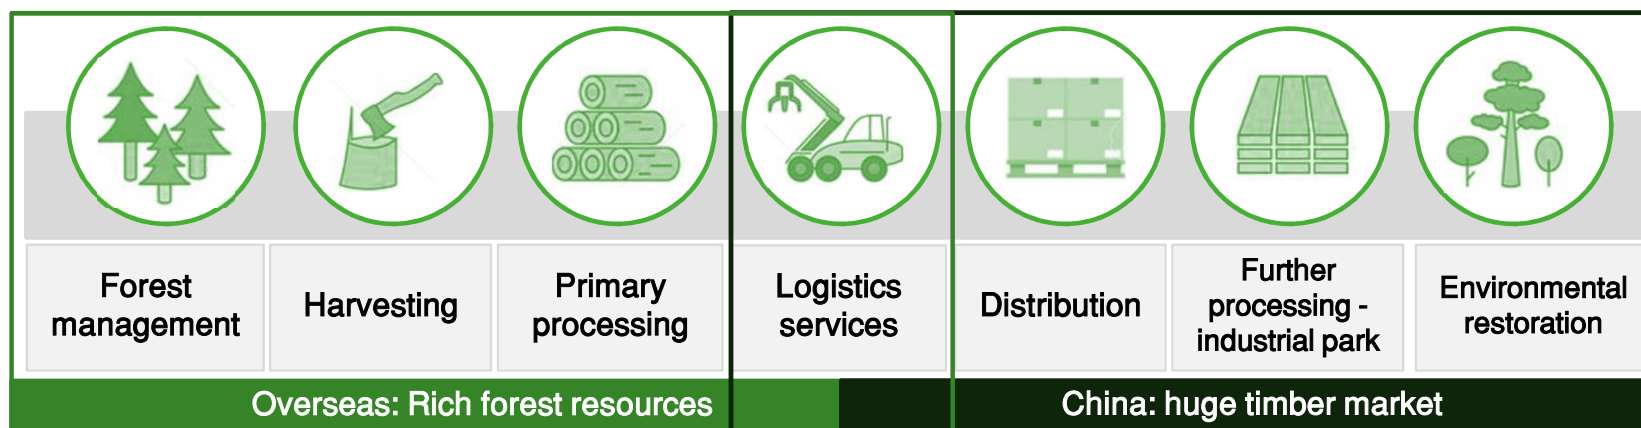 Forest
management
Harvesting
Primary
processing
Logistics
services
Distribution
Further
processing -
industrial park
Environmental
restoration
Overseas: Rich forest resources
China: huge timber market